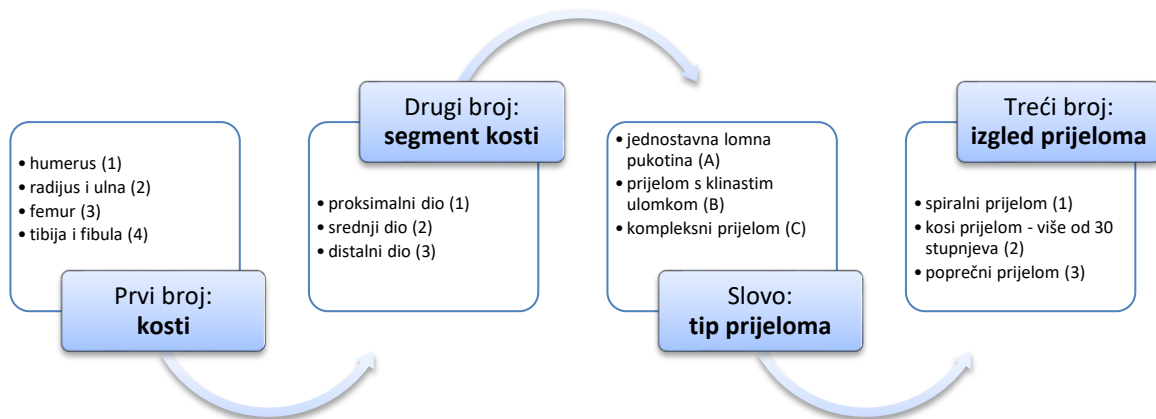 • humerus (1)
• radijus i ulna (2)
• femur (3)
• tibija i fibula (4)
Prvi broj:
kosti
Drugi broj:
segment kosti
• proksimalni dio (1)
• srednji dio (2)
• distalni dio (3)
• jednostavna lomna
pukotina (A)
• prijelom s klinastim
ulomkom (B)
• kompleksni prijelom (C)
Slovo:
tip prijeloma
Treći broj:
izgled prijeloma
• spiralni prijelom (1)
• kosi prijelom - više od 30
stupnjeva (2)
• poprečni prijelom (3)